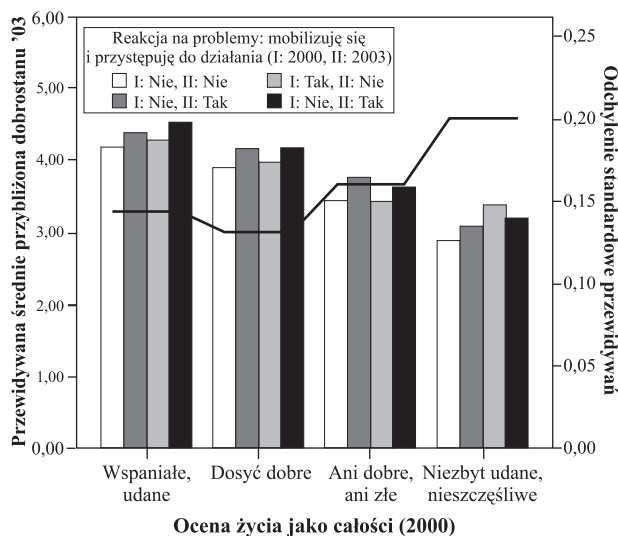 Przewidywana średnie przybliżona dobrostanu ’03
6,00
5,00
4,00
3,00
2,00
1,00
0,00
Reakcja na problemy: mobilizuję się
i przystępuję do działania (I: 2000, II: 2003)
I: Nie, II: Nie
I: Tak, II: Nie
I: Nie, II: Tak
I: Nie, II: Tak
0,25
0,20
0,15
0,10
0,05
0,00
Odchylenie standardowe przewidywań
Wspaniałe,
udane
Dosyć dobre
Ani dobre,
ani złe
Niezbyt udane,
nieszczęśliwe
Ocena życia jako całości (2000)